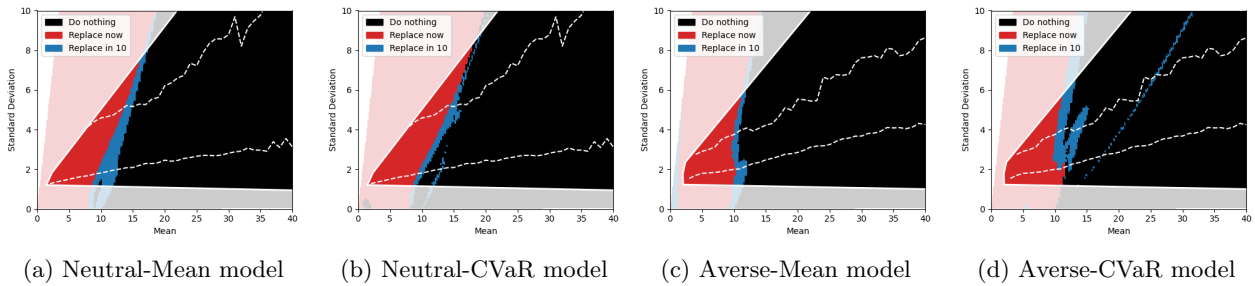 Do nothing
Replace now
Replace in 10
Standard Deviation
10
8
6
4
2
0
0 5 10 15 20 25 30 35 40
Mean
(a) Neutral-Mean model
Do nothing
Replace now
Replace in 10
Standard Deviation
10
8
6
4
2
0
0 5 10 15 20 25 30 35 40
Mean
(b) Neutral-CVaR model
Do nothing
Replace now
Replace in 10
Standard Deviation
10
8
6
4
2
0
0 5 10 15 20 25 30 35 40
Mean
(c) Averse-Mean model
Do nothing
Replace now
Replace in 10
Standard Deviation
10
8
6
4
2
0
0 5 10 15 20 25 30 35 40
Mean
(d) Averse-CVaR model